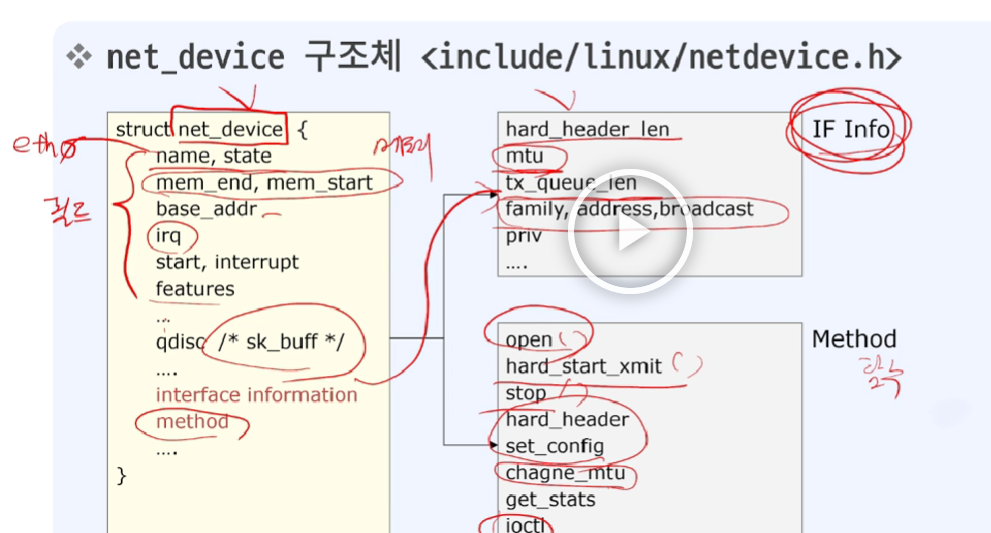 ❖ net_device 구조체 <include/linux/netdevice.h>
struct net_device {
name, state
mem_end, mem_start
base_addr
irq
start, interrupt
features
...
qdisc /* sk_buff */
....
interface information
method
....
}
eth0
필드
메모리
hard_header_len
mtu
tx_queue_len
family, address,broadcast
priv
....
IF Info
open ( )
hard_start_xmit ( )
stop ( )
hard_header
set_config
chagne_mtu
get_stats
ioctl
Method